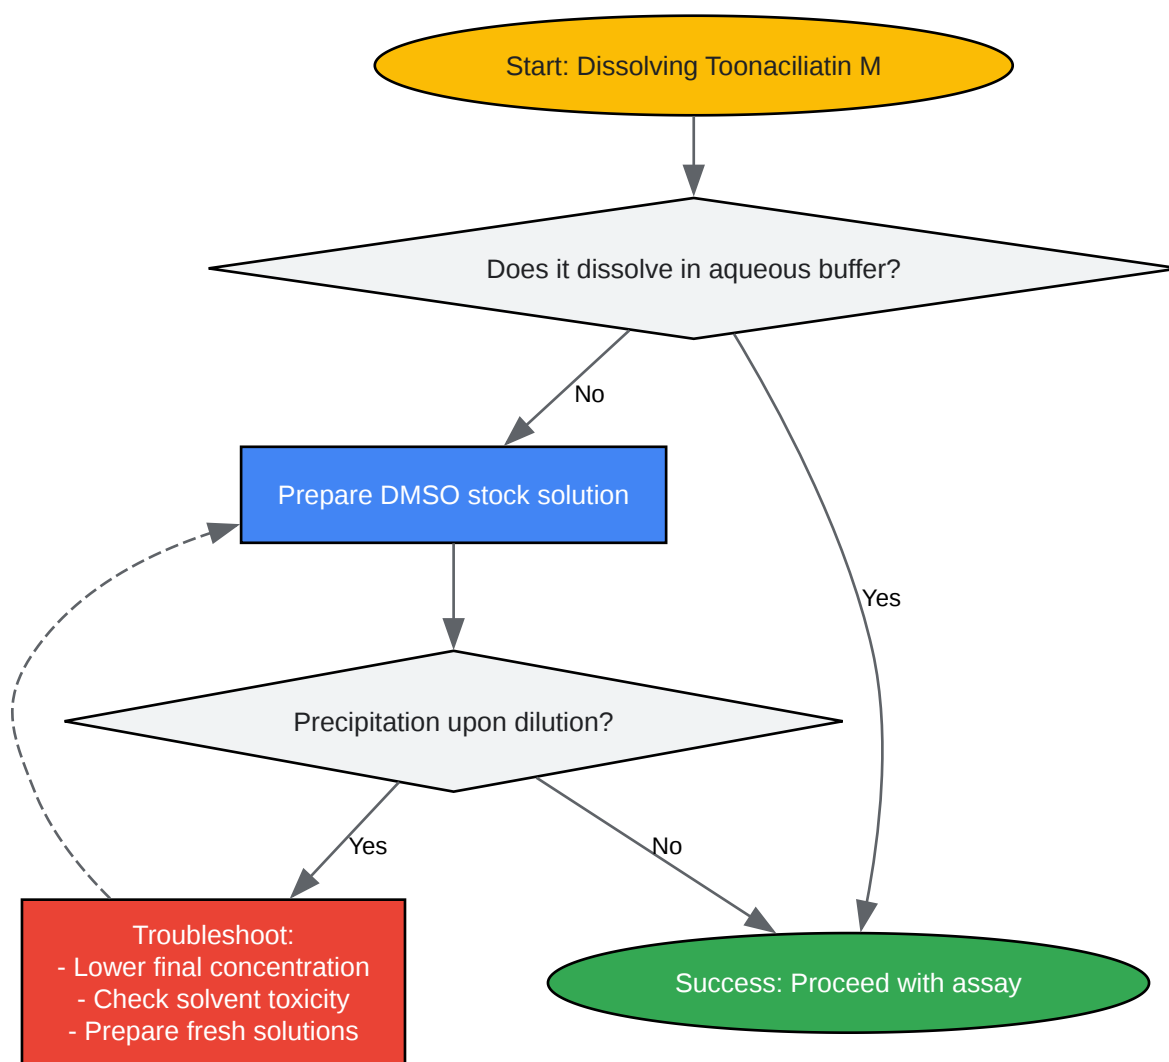 Start: Dissolving Toonaciliatin M
Does it dissolve in aqueous buffer?
No
Prepare DMSO stock solution
Yes
Precipitation upon dilution?
Yes
No
Troubleshoot:
- Lower final concentration
- Check solvent toxicity
- Prepare fresh solutions
Success: Proceed with assay